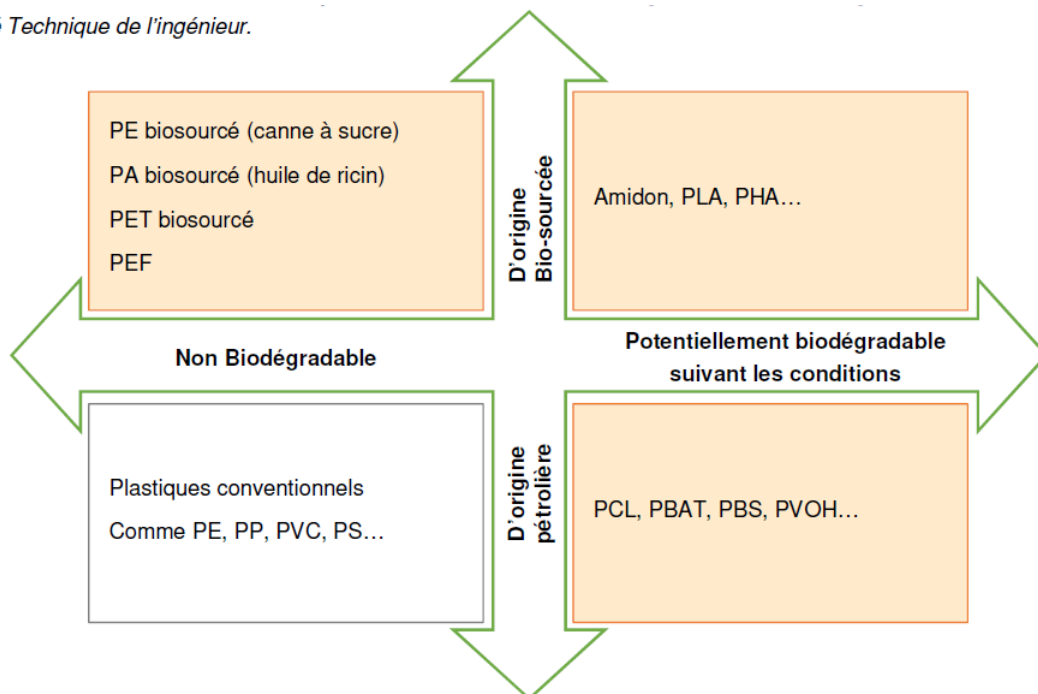 Technique de l'ingénieur.
PE biosourcé (canne à sucre)
PA biosourcé (huile de ricin)
PET biosourcé
PEF
D'origine
Bio-sourcée
Amidon, PLA, PHA…
Non Biodégradable
Potentiellement biodégradable
suivant les conditions
Plastiques conventionnels
Comme PE, PP, PVC, PS…
D'origine
pétrolière
PCL, PBAT, PBS, PVOH…